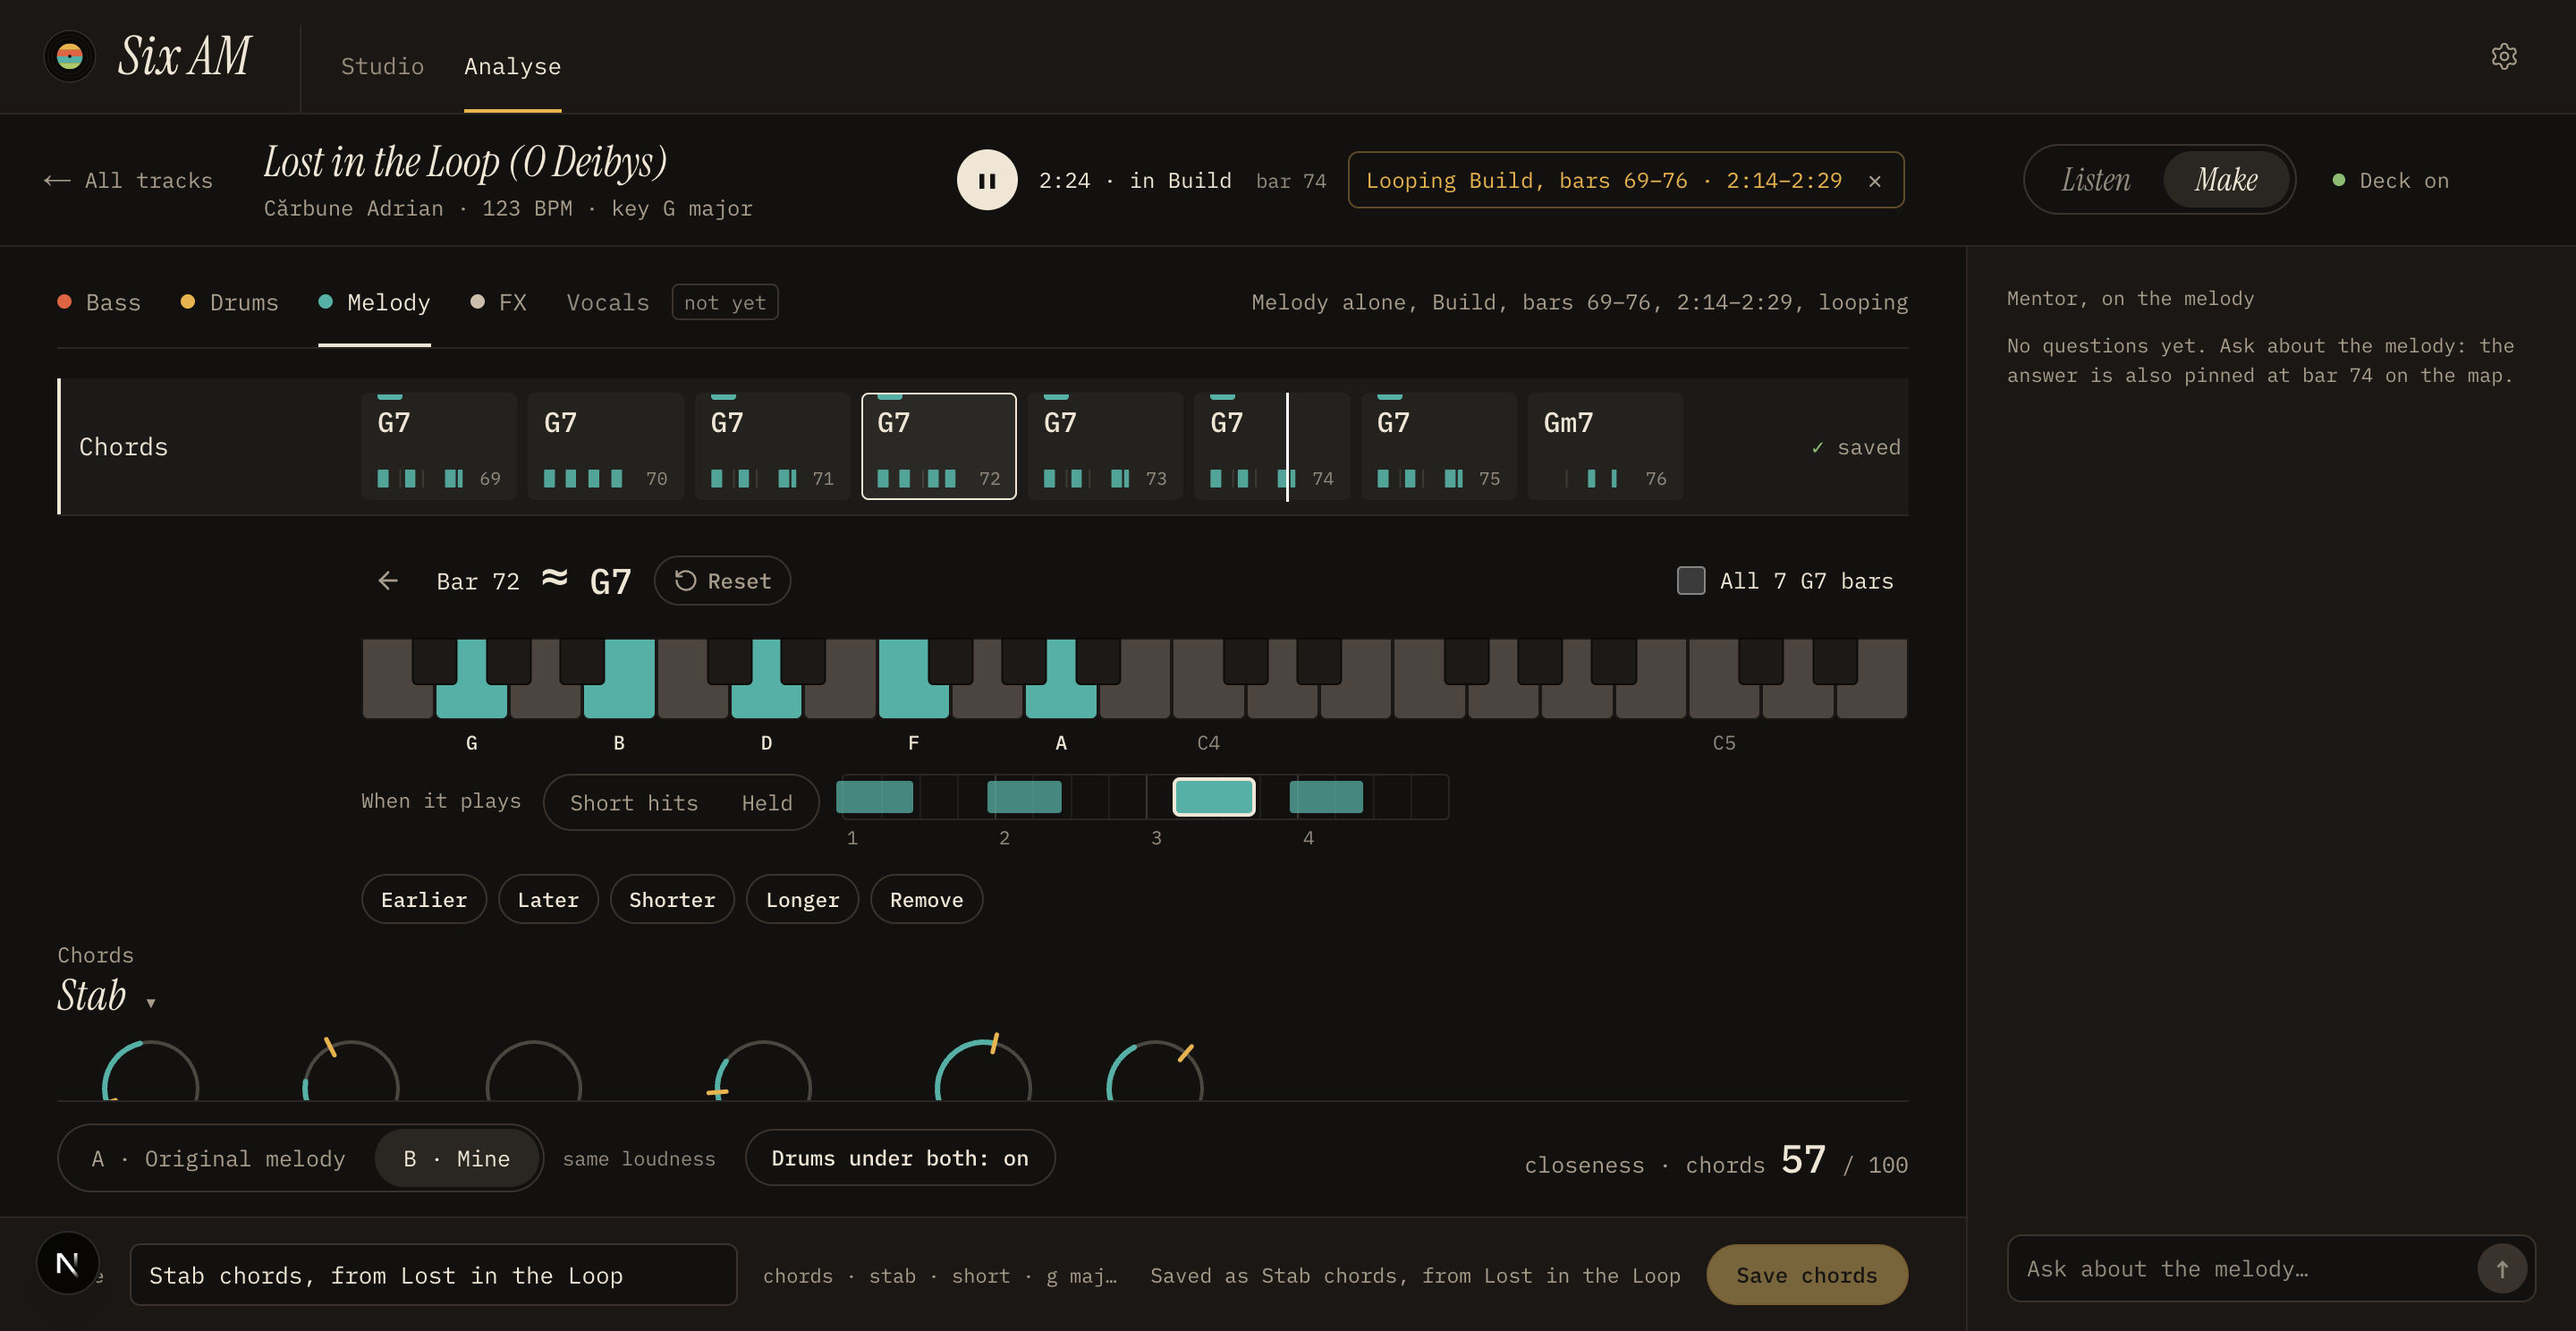 Six AM
Studio Analyse
← All tracks
Lost in the Loop (O Deibys)
Cărbune Adrian · 123 BPM · key G major
2:24 · in Build bar 74
Looping Build, bars 69–76 · 2:14–2:29 ×
Listen Make
Deck on
Bass Drums Melody FX Vocals not yet
Melody alone, Build, bars 69–76, 2:14–2:29, looping
Chords
G7 G7 G7 G7 G7 G7 G7 Gm7
69 70 71 72 73 74 75 76
✓ saved
← Bar 72 ≈ G7 Reset
All 7 G7 bars
G B D F A C4 C5
When it plays Short hits Held
1 2 3 4
Earlier Later Shorter Longer Remove
Chords
Stab ▾
A · Original melody B · Mine same loudness Drums under both: on
closeness · chords 57 / 100
N
Stab chords, from Lost in the Loop
chords · stab · short · g maj…
Saved as Stab chords, from Lost in the Loop
Save chords
Mentor, on the melody
No questions yet. Ask about the melody: the
answer is also pinned at bar 74 on the map.
Ask about the melody… ↑